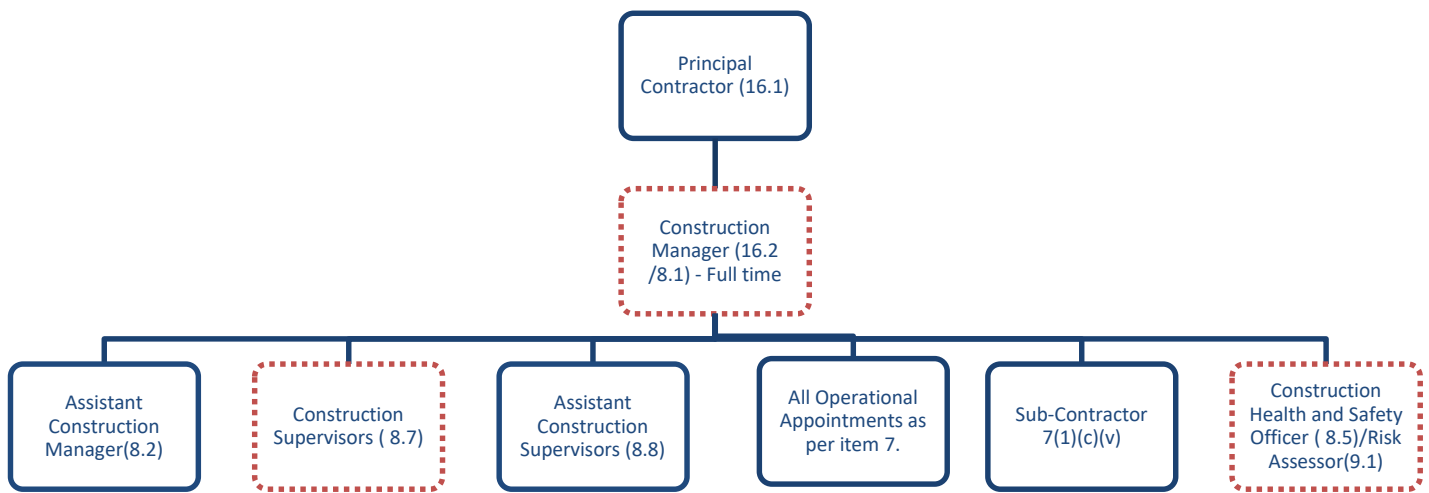 Principal
Contractor (16.1)
Construction
Manager (16.2
/8.1) - Full time
Assistant
Construction
Manager(8.2)
Construction
Supervisors ( 8.7)
Assistant
Construction
Supervisors (8.8)
All Operational
Appointments as
per item 7.
Sub-Contractor
7(1)(c)(v)
Construction
Health and Safety
Officer ( 8.5)/Risk
Assessor(9.1)